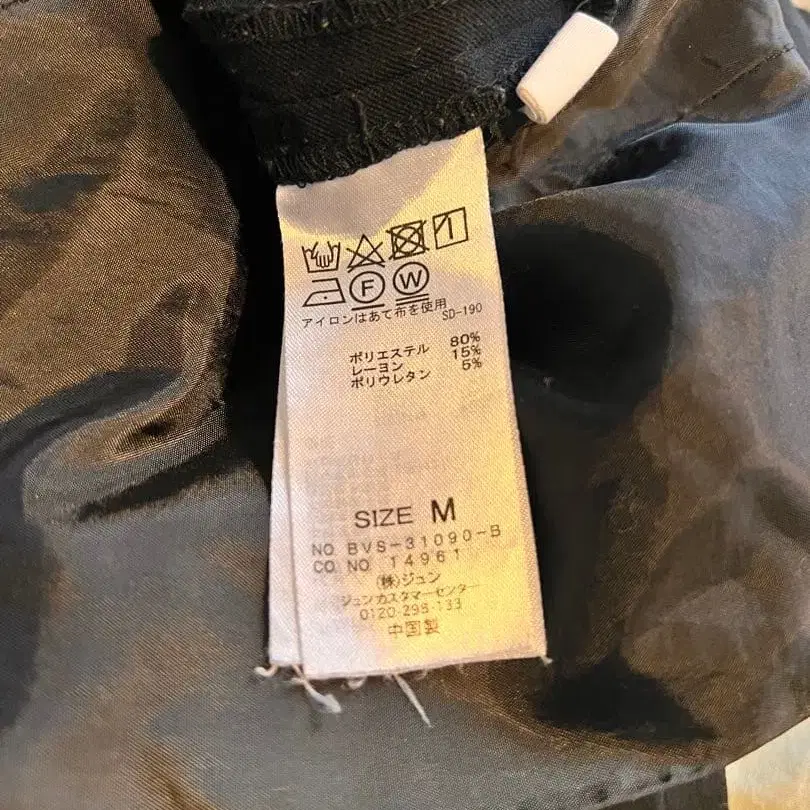 F W
アイロンはあて布を使用
SD-190
ポリエステル 80%
レーヨン 15%
ポリウレタン 5%
SIZE M
NO BVS-31090-B
CO NO 14961
(株)ジュン
ジュンカスタマーセンター
0120-298-133
中国製